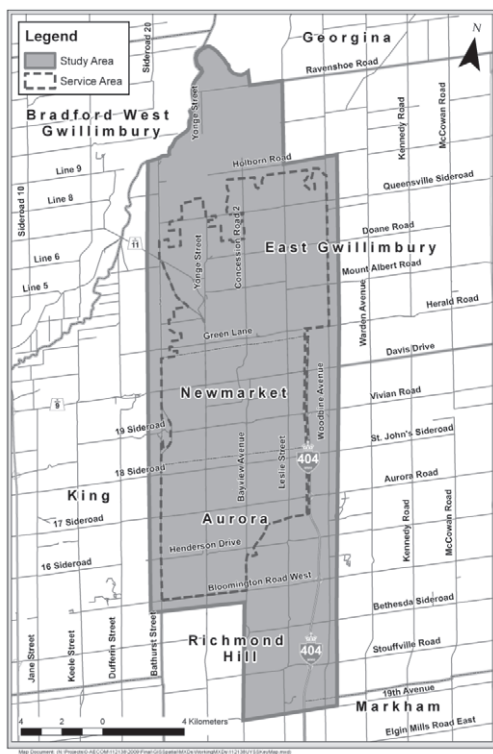 Legend
Study Area
Service Area
Sideroad 20
Georgina
N
Ravenshoe Road
Bradford West
Gwillimbury
Yonge Street
Kennedy Road
McCowan Road
Holborn Road
Line 9
Queensville Sideroad
Line 8
Sideroad 10
Concession Road 2
Doane Road
11
East Gwillimbury
Yonge Street
Line 6
Mount Albert Road
Line 5
Warden Avenue
Herald Road
Green Lane
Davis Drive
Newmarket
Woodbine Avenue
Vivian Road
9
19 Sideroad
St. John's Sideroad
Bayview Avenue
Leslie Street
404
18 Sideroad
Aurora Road
King
17 Sideroad
Aurora
Kennedy Road
McCowan Road
Henderson Drive
16 Sideroad
Bloomington Road West
Bethesda Sideroad
Jane Street
Keele Street
Dufferin Street
Bathurst Street
Richmond
Hill
404
Stouffville Road
19th Avenue
Markham
4 2 0 4 Kilometers
Elgin Mills Road East